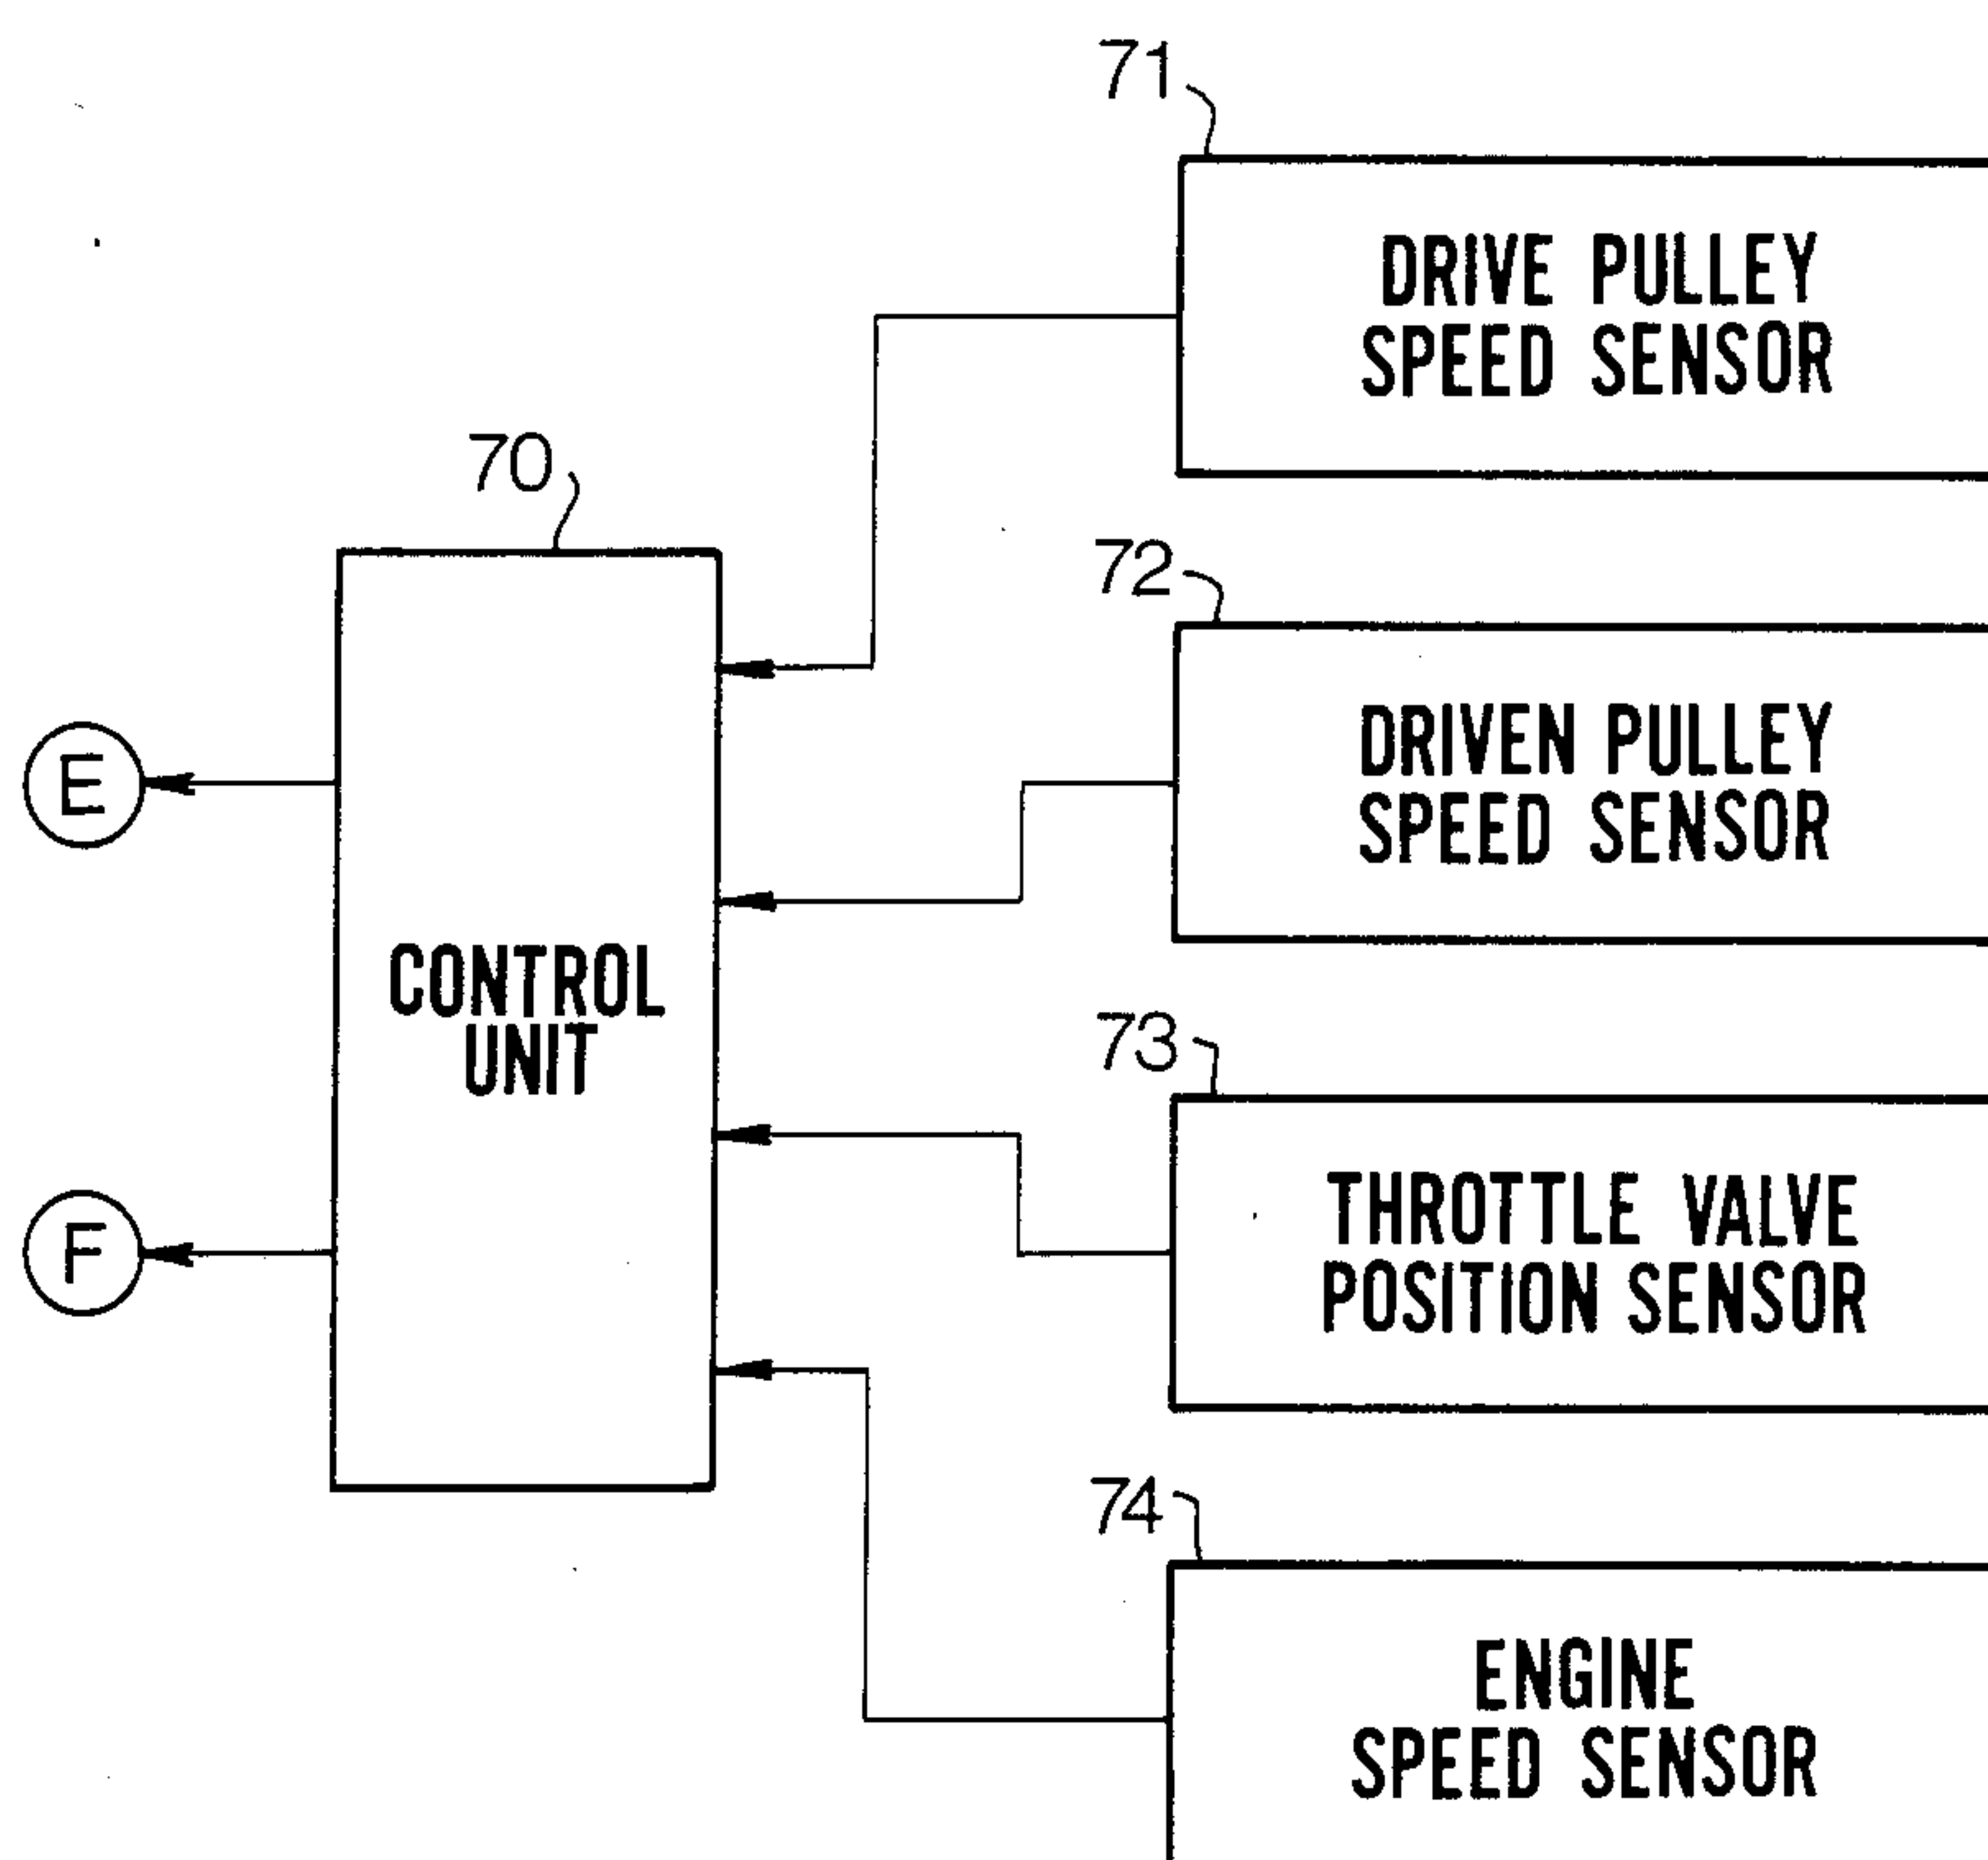 71
DRIVE PULLEY
SPEED SENSOR
70
72
DRIVEN PULLEY
SPEED SENSOR
E
CONTROL
UNIT
73
THROTTLE VALVE
POSITION SENSOR
F
74
ENGINE
SPEED SENSOR